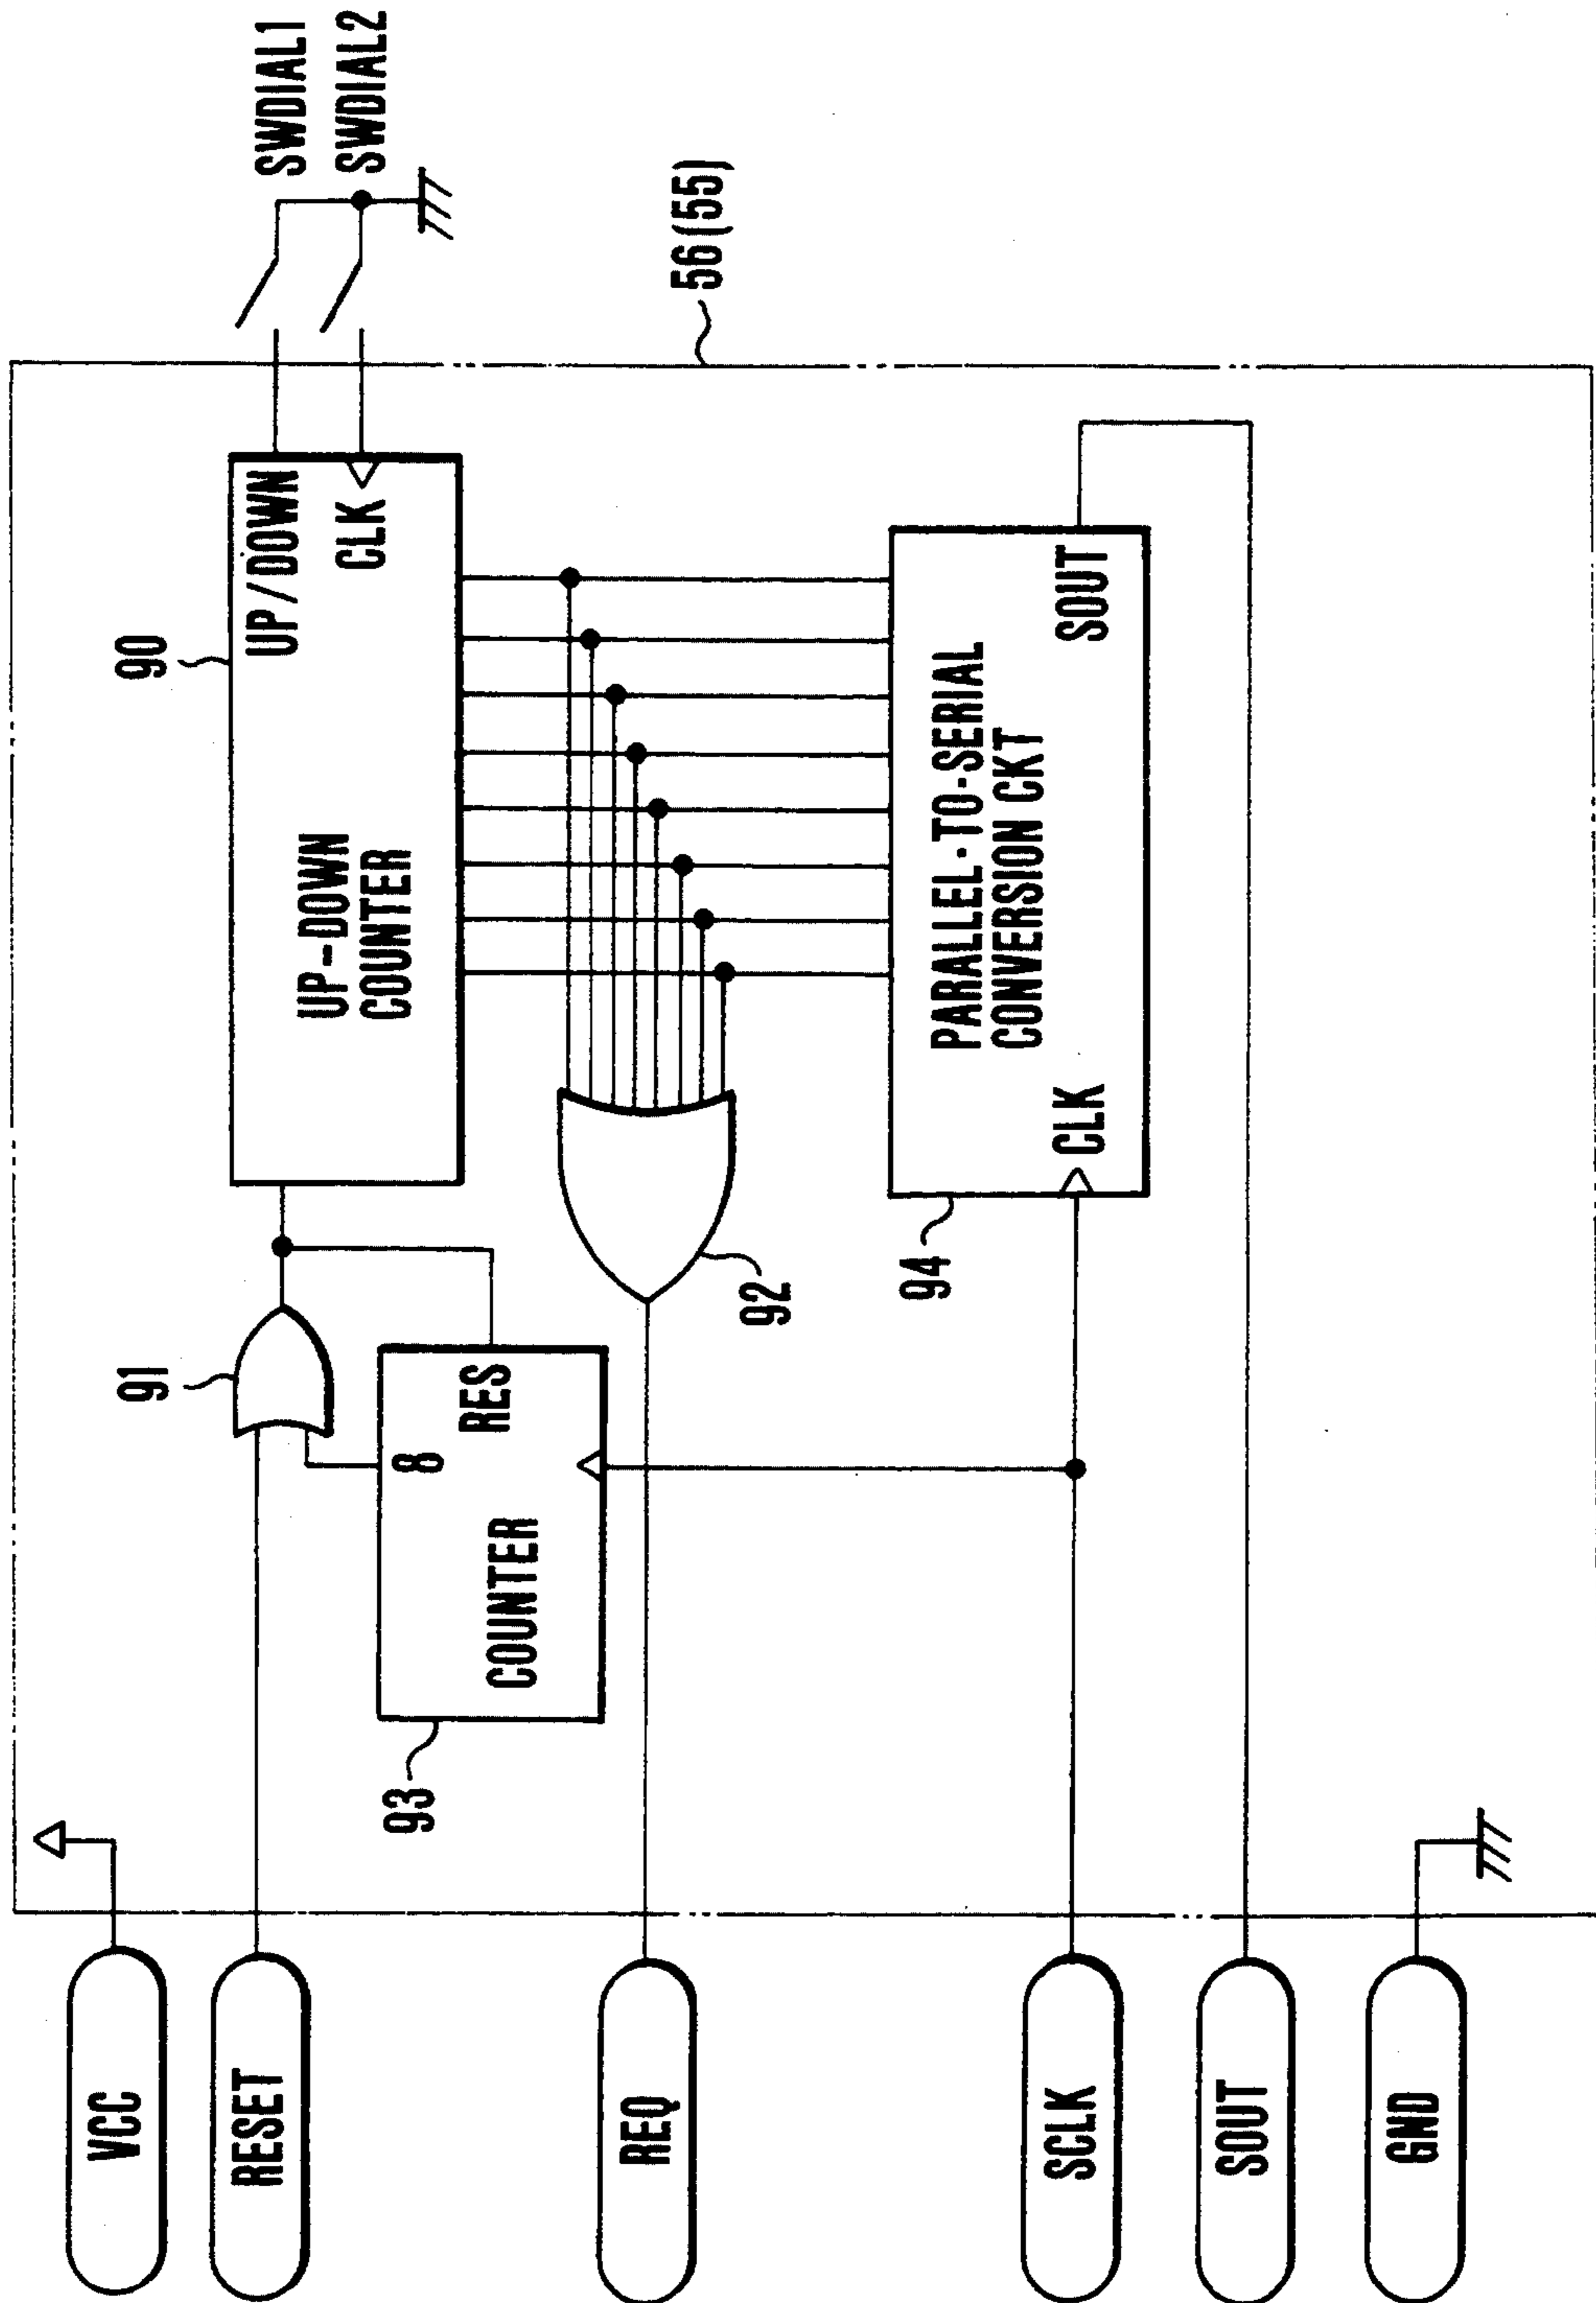 SWDIAL1
SWDIAL2
56(55)
90
UP/DOWN
CLK
UP-DOWN
COUNTER
91
8
RES
COUNTER
93
92
94
PARALLEL-TO-SERIAL
CONVERSION CKT
CLK
SOUT
VCC
RESET
REQ
SCLK
SOUT
GND